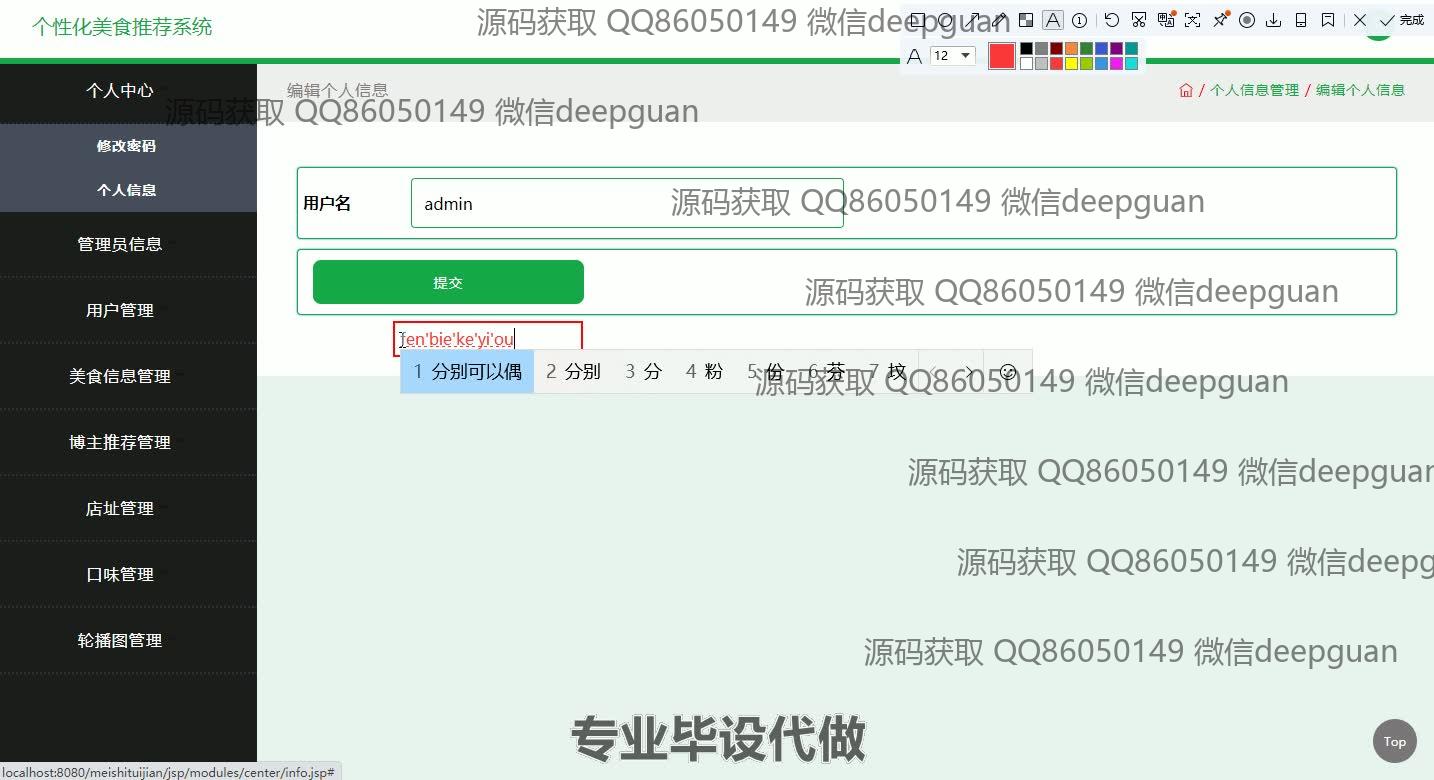 个性化美食推荐系统
源码获取 QQ86050149 微信deepguan
完成
A 12
个人中心
编辑个人信息
/ 个人信息管理 / 编辑个人信息
源码获取 QQ86050149 微信deepguan
修改密码
个人信息
用户名
admin
源码获取 QQ86050149 微信deepguan
管理员信息
提交
源码获取 QQ86050149 微信deepguan
用户管理
fen'bie'ke'yi'ou
1 分别可以偶 2 分别 3 分 4 粉 5 份 6 芬 7 坟
美食信息管理
源码获取 QQ86050149 微信deepguan
博主推荐管理
源码获取 QQ86050149 微信deepguan
店址管理
源码获取 QQ86050149 微信deepg
口味管理
轮播图管理
源码获取 QQ86050149 微信deepguan
专业毕设代做
Top
localhost:8080/meishituijian/jsp/modules/center/info.jsp#